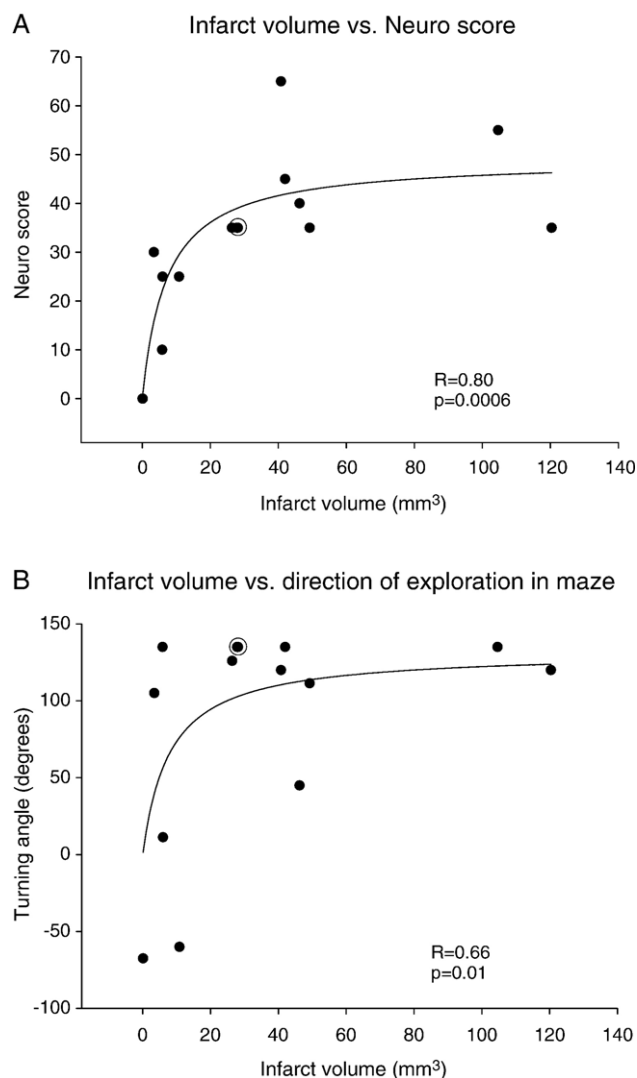 A
Infarct volume vs. Neuro score
70
60
50
40
30
20
10
0
Neuro score
R=0.80
p=0.0006
0 20 40 60 80 100 120 140
Infarct volume (mm³)
B
Infarct volume vs. direction of exploration in maze
150
100
50
0
-50
-100
Turning angle (degrees)
R=0.66
p=0.01
0 20 40 60 80 100 120 140
Infarct volume (mm³)